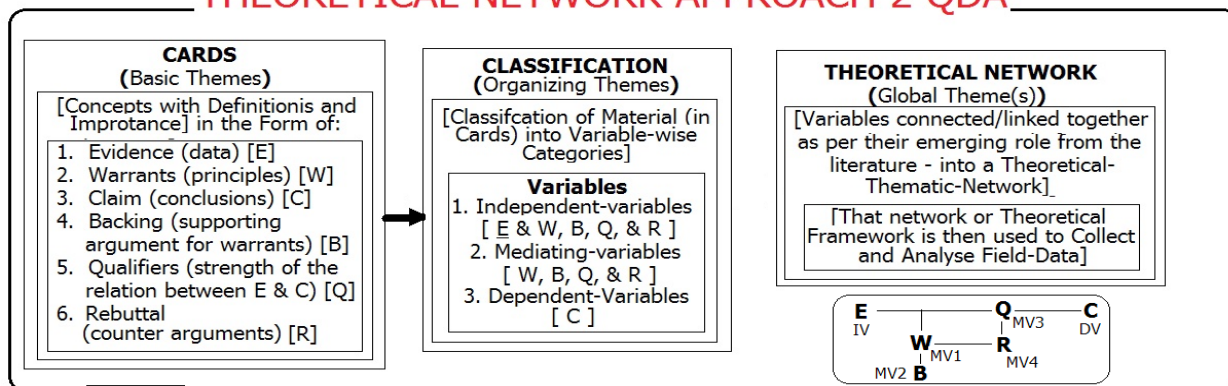 THEORETICAL NETWORK APPROACH 2 QDA
CARDS
(Basic Themes)
[Concepts with Definitionis and
Improtance] in the Form of:
1. Evidence (data) [E]
2. Warrants (principles) [W]
3. Claim (conclusions) [C]
4. Backing (supporting
argument for warrants) [B]
5. Qualifiers (strength of the
relation between E & C) [Q]
6. Rebuttal
(counter arguments) [R]
CLASSIFICATION
(Organizing Themes)
[Classifcation of Material (in
Cards) into Variable-wise
Categories]
Variables
1. Independent-variables
[ E & W, B, Q, & R ]
2. Mediating-variables
[ W, B, Q, & R ]
3. Dependent-Variables
[ C ]
THEORETICAL NETWORK
(Global Theme(s))
[Variables connected/linked together
as per their emerging role from the
literature - into a Theoretical-
Thematic-Network]
[That network or Theoretical
Framework is then used to Collect
and Analyse Field-Data]
E Q C
IV MV3 DV
W R
MV1 MV4
MV2 B